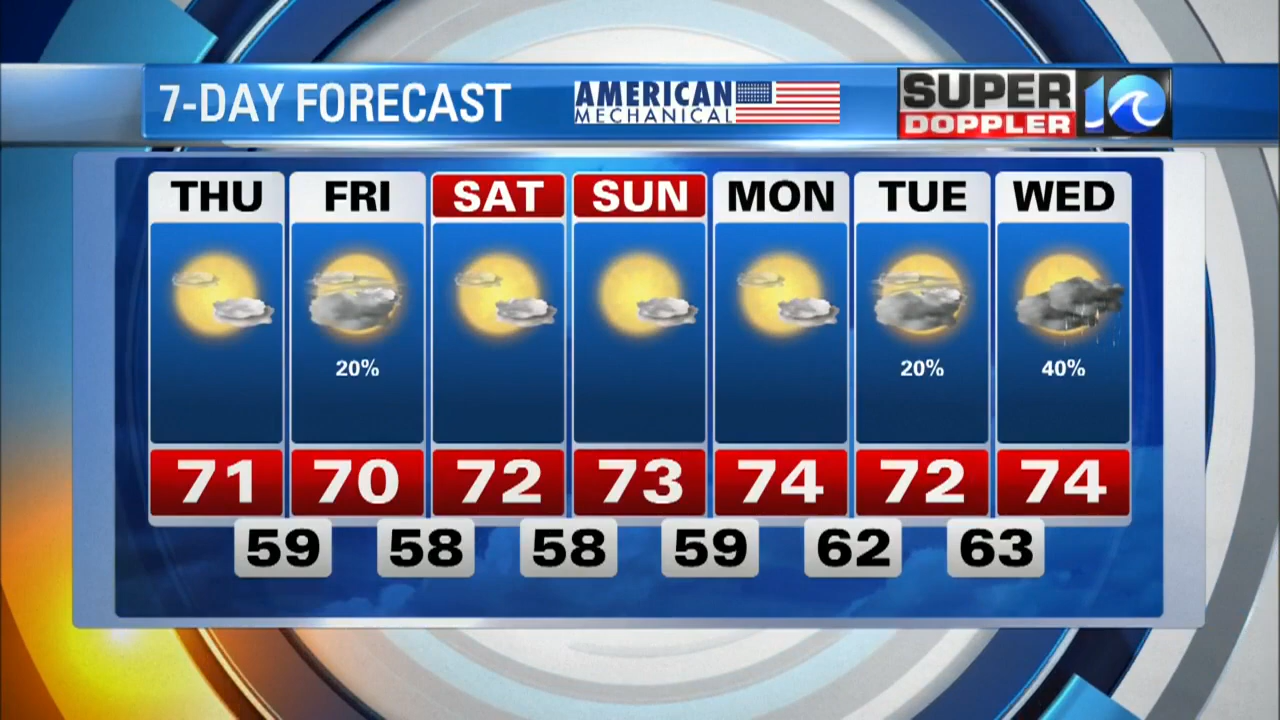 7-DAY FORECAST
AMERICAN
MECHANICAL
SUPER
DOPPLER
10
THU FRI SAT SUN MON TUE WED
20% 20% 40%
71 70 72 73 74 72 74
59 58 58 59 62 63